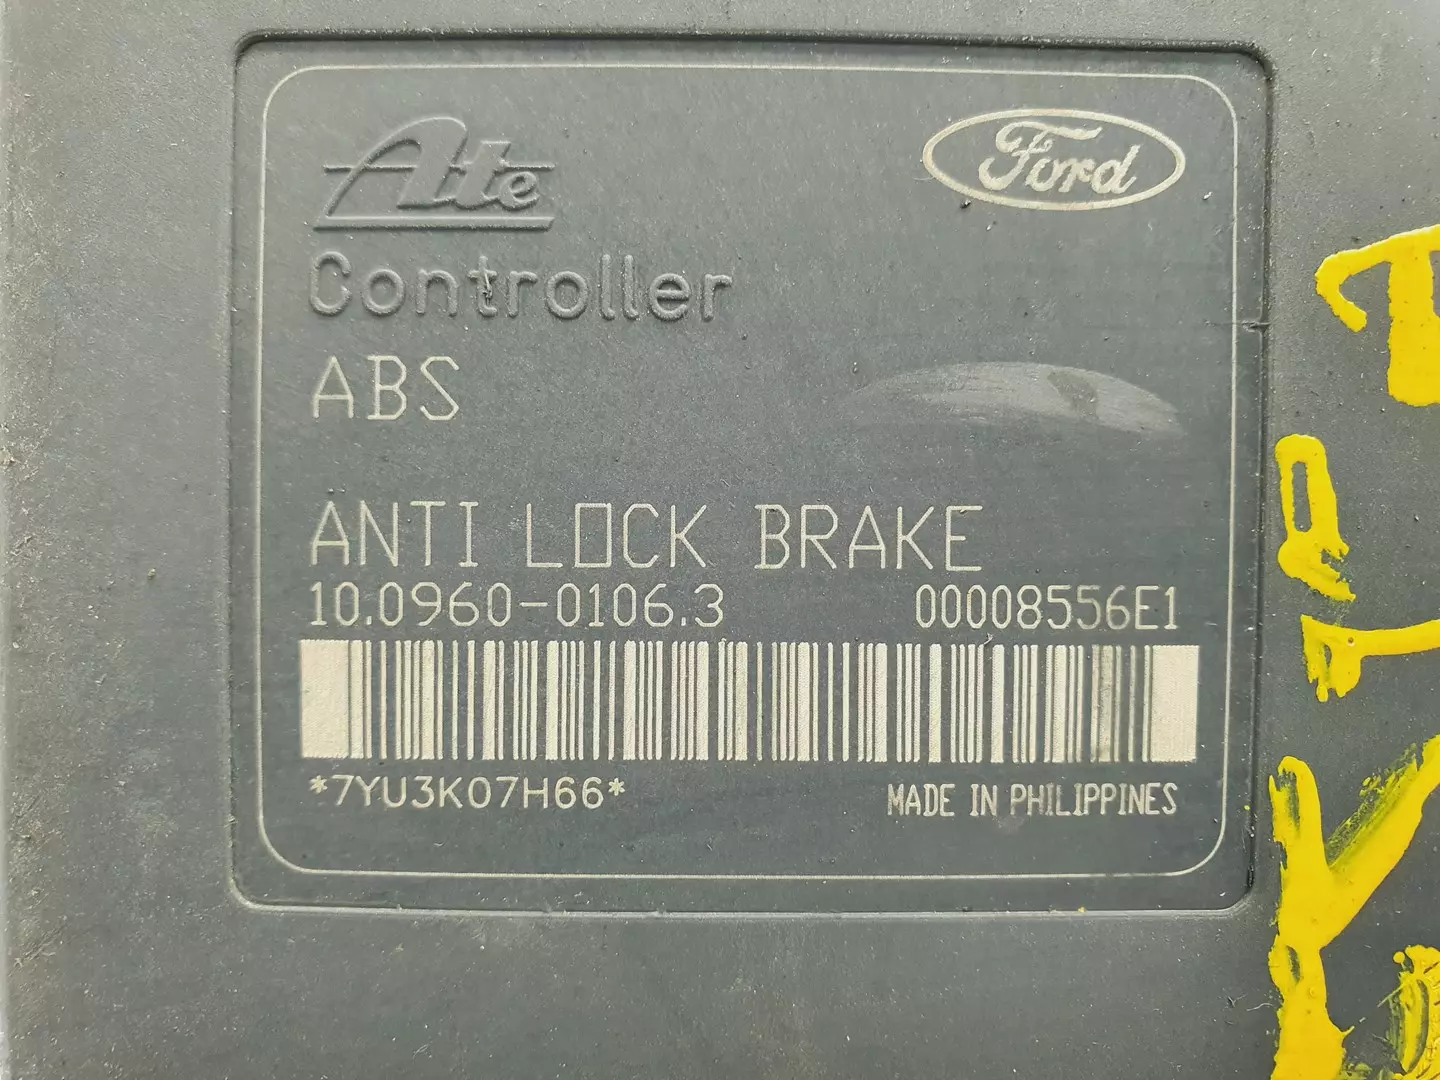 Ate
Ford
Controller
ABS
ANTI LOCK BRAKE
10.0960-0106.3 00008556E1
*7YU3K07H66*
MADE IN PHILIPPINES